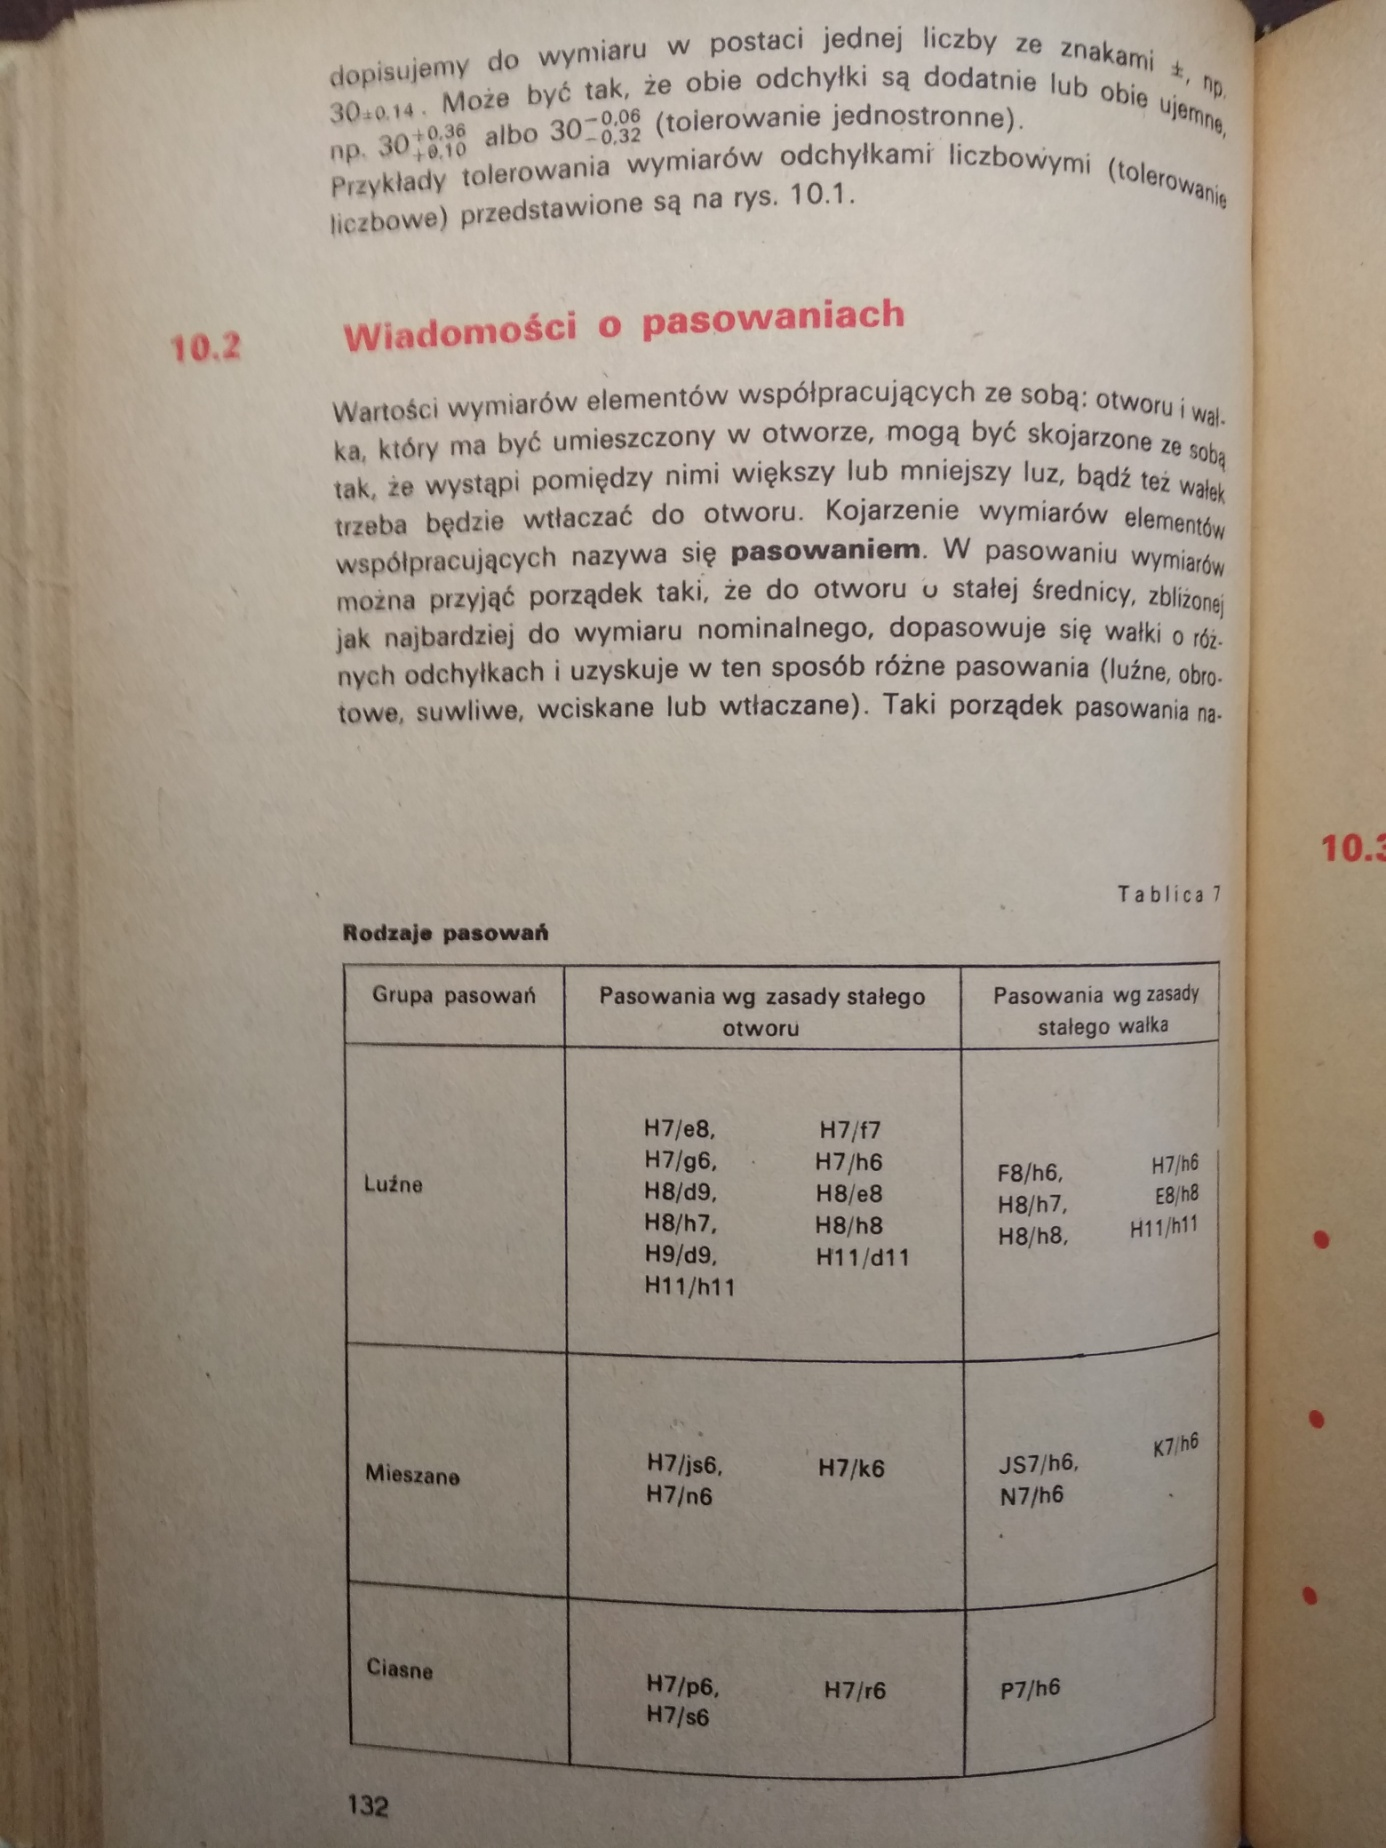 dopisujemy do wymiaru w postaci jednej liczby ze znakami ±, np.
30±0,14. Może być tak, że obie odchyłki są dodatnie lub obie ujemne,
np. 30+0,36 +0,10 albo 30−0,06 −0,32 (tolerowanie jednostronne).
Przykłady tolerowania wymiarów odchyłkami liczbowymi (tolerowanie
liczbowe) przedstawione są na rys. 10.1.
10.2 Wiadomości o pasowaniach
Wartości wymiarów elementów współpracujących ze sobą: otworu i wał-
ka, który ma być umieszczony w otworze, mogą być skojarzone ze sobą
tak, że wystąpi pomiędzy nimi większy lub mniejszy luz, bądź też wałek
trzeba będzie wtłaczać do otworu. Kojarzenie wymiarów elementów
współpracujących nazywa się pasowaniem. W pasowaniu wymiarów
można przyjąć porządek taki, że do otworu o stałej średnicy, zbliżonej
jak najbardziej do wymiaru nominalnego, dopasowuje się wałki o róż-
nych odchyłkach i uzyskuje w ten sposób różne pasowania (luźne, obro-
towe, suwliwe, wciskane lub wtłaczane). Taki porządek pasowania na-
Tablica 7
Rodzaje pasowań
Grupa pasowań Pasowania wg zasady stałego otworu Pasowania wg zasady stałego wałka
Luźne
H7/e8, H7/f7
H7/g6, H7/h6
H8/d9, H8/e8
H8/h7, H8/h8
H9/d9, H11/d11
H11/h11
F8/h6, H7/h6
H8/h7, E8/h8
H8/h8, H11/h11
Mieszane
H7/js6, H7/k6
H7/n6
JS7/h6, K7/h6
N7/h6
Ciasne
H7/p6, H7/r6
H7/s6
P7/h6
132